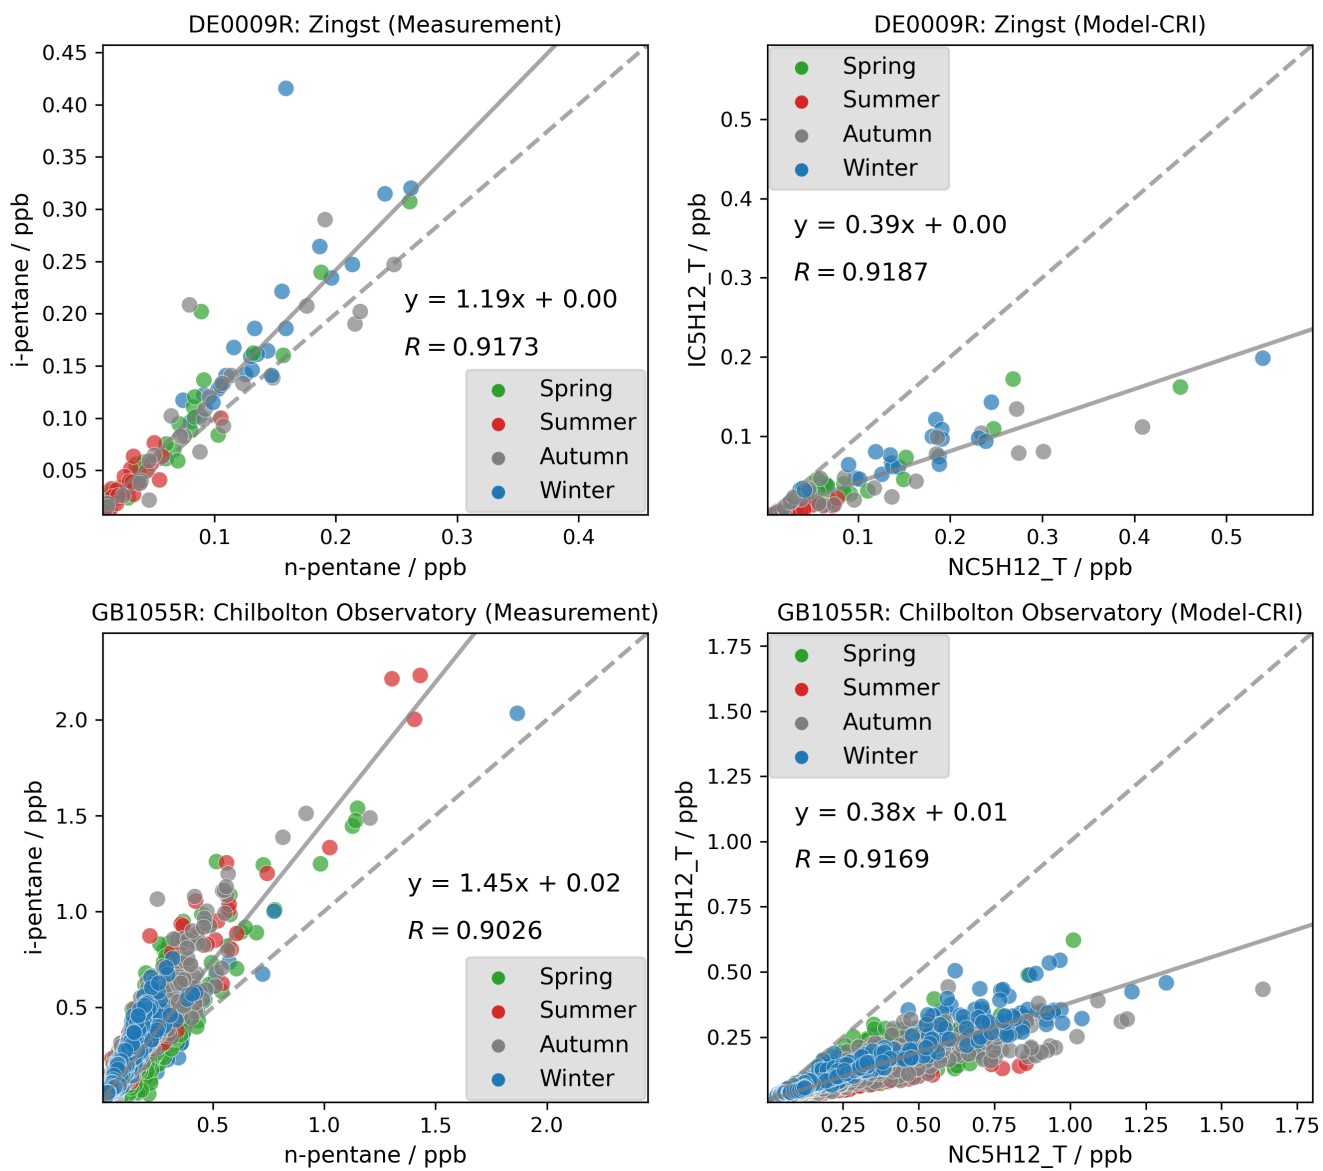 DE0009R: Zingst (Measurement)
i-pentane / ppb
0.45
0.40
0.35
0.30
0.25
0.20
0.15
0.10
0.05
y = 1.19x + 0.00
R = 0.9173
Spring
Summer
Autumn
Winter
0.1
0.2
0.3
0.4
n-pentane / ppb
DE0009R: Zingst (Model-CRI)
IC5H12_T / ppb
0.5
0.4
0.3
0.2
0.1
Spring
Summer
Autumn
Winter
y = 0.39x + 0.00
R = 0.9187
0.1
0.2
0.3
0.4
0.5
NC5H12_T / ppb
GB1055R: Chilbolton Observatory (Measurement)
i-pentane / ppb
2.0
1.5
1.0
0.5
y = 1.45x + 0.02
R = 0.9026
Spring
Summer
Autumn
Winter
0.5
1.0
1.5
2.0
n-pentane / ppb
GB1055R: Chilbolton Observatory (Model-CRI)
IC5H12_T / ppb
1.75
1.50
1.25
1.00
0.75
0.50
0.25
Spring
Summer
Autumn
Winter
y = 0.38x + 0.01
R = 0.9169
0.25
0.50
0.75
1.00
1.25
1.50
1.75
NC5H12_T / ppb